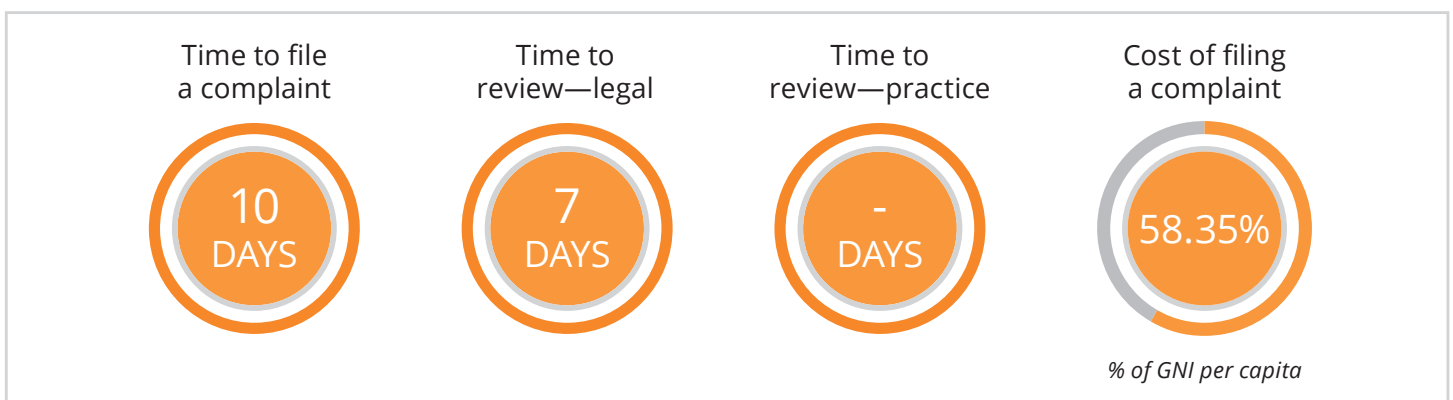 Time to file
a complaint
10
DAYS
Time to
review—legal
7
DAYS
Time to
review—practice
-
DAYS
Cost of filing
a complaint
58.35%
% of GNI per capita